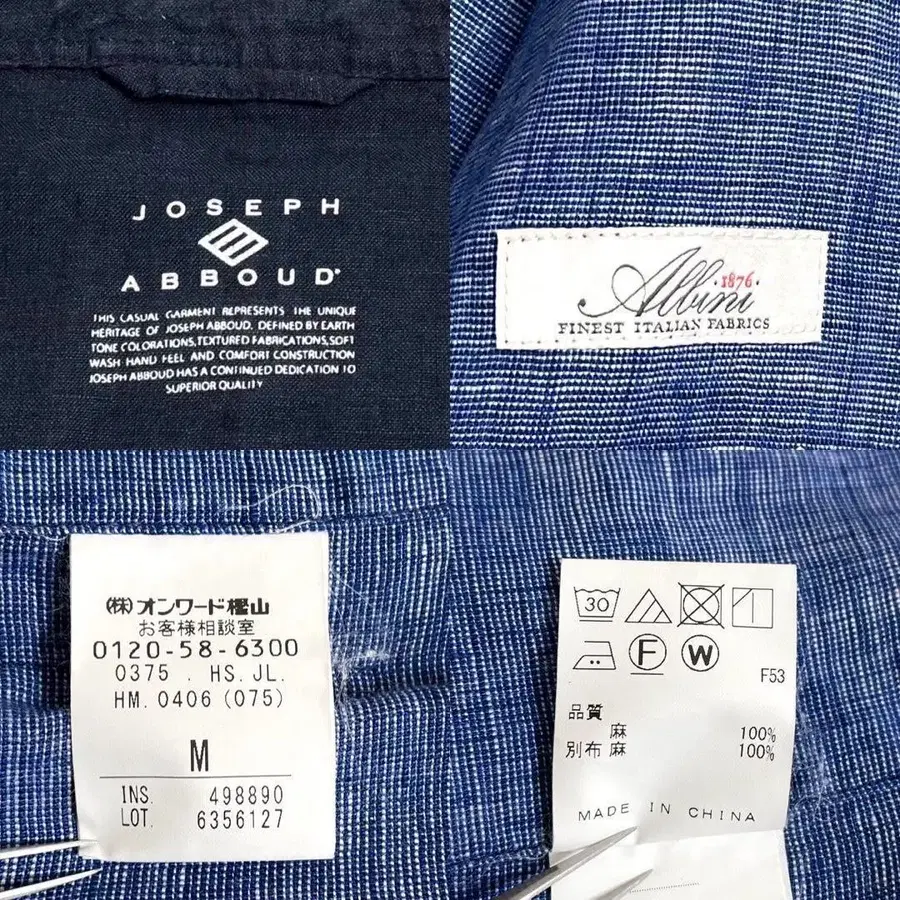 JOSEPH
ABBOUD
THIS CASUAL GARMENT REPRESENTS THE UNIQUE
HERITAGE OF JOSEPH ABBOUD. DEFINED BY EARTH
TONE COLORATIONS, TEXTURED FABRICATIONS, SOFT
WASH HAND FEEL AND COMFORT CONSTRUCTION
JOSEPH ABBOUD HAS A CONTINUED DEDICATION TO
SUPERIOR QUALITY
1876
Albini
FINEST ITALIAN FABRICS
(株)オンワード樫山
お客様相談室
0120-58-6300
0375 . HS. JL.
HM. 0406 (075)
M
INS. 498890
LOT. 6356127
30
F W
F53
品質
麻 100%
別布 麻 100%
MADE IN CHINA